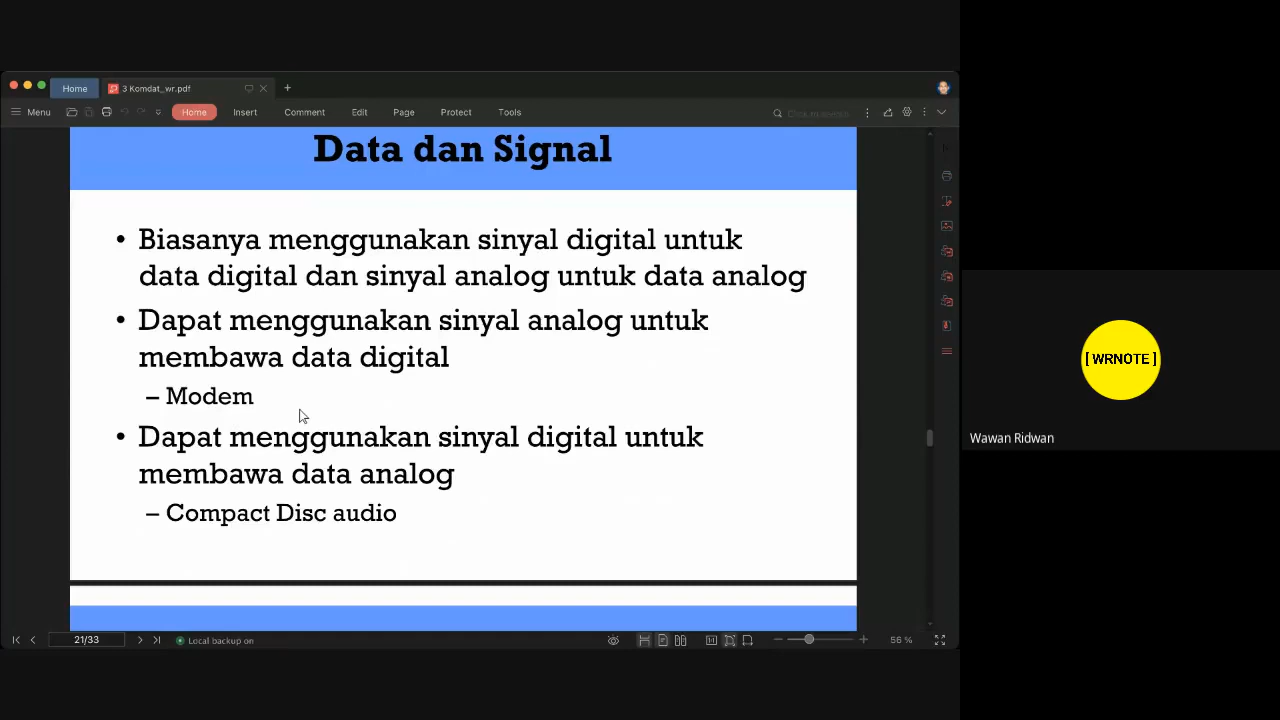 Home
3 Komdat_wr.pdf
Menu
Home
Insert
Comment
Edit
Page
Protect
Tools
Data dan Signal
• Biasanya menggunakan sinyal digital untuk
data digital dan sinyal analog untuk data analog
• Dapat menggunakan sinyal analog untuk
membawa data digital
– Modem
• Dapat menggunakan sinyal digital untuk
membawa data analog
– Compact Disc audio
21/33
Local backup on
56 %
[ WRNOTE ]
Wawan Ridwan